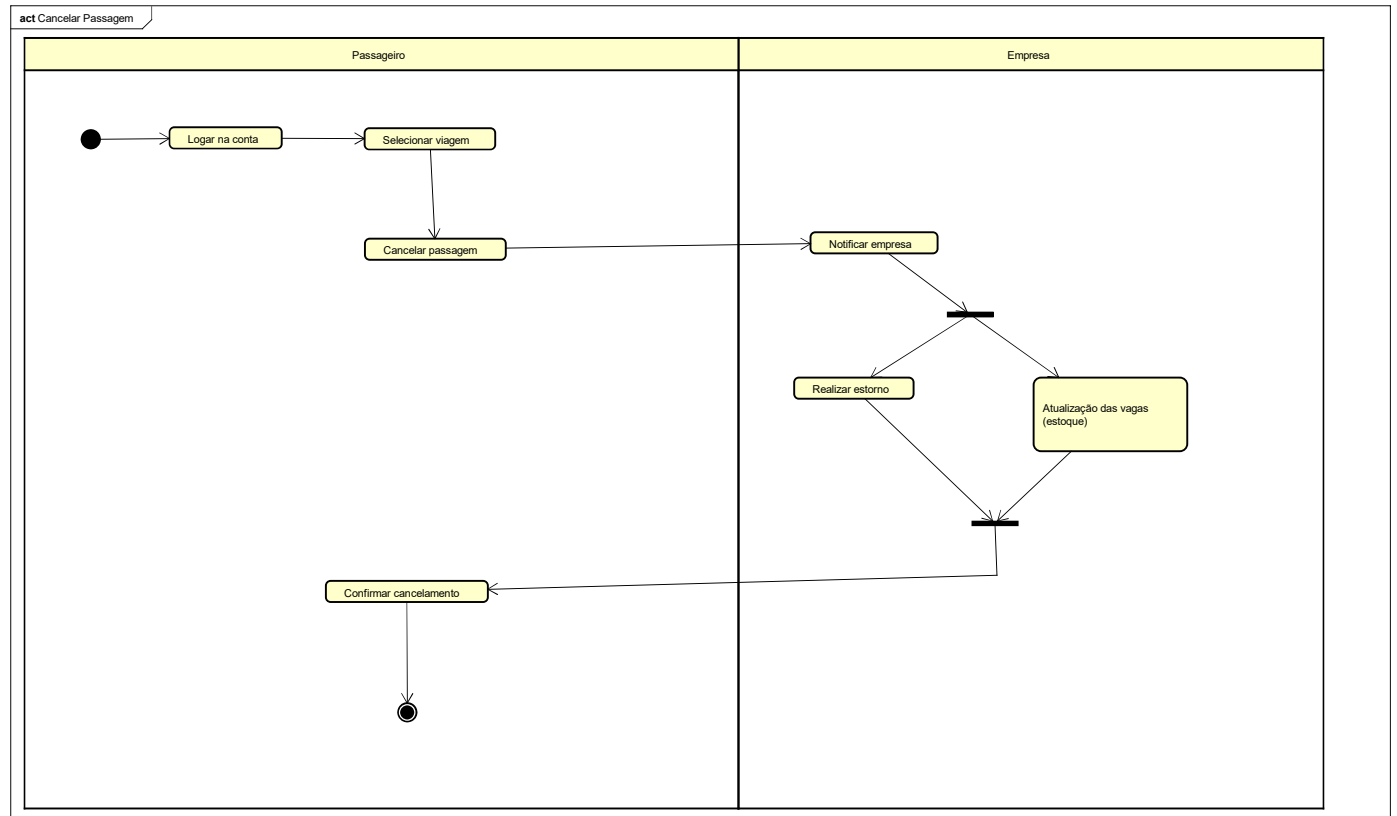 act Cancelar Passagem
Passageiro
Empresa
Logar na conta
Selecionar viagem
Cancelar passagem
Notificar empresa
Realizar estorno
Atualização das vagas
(estoque)
Confirmar cancelamento